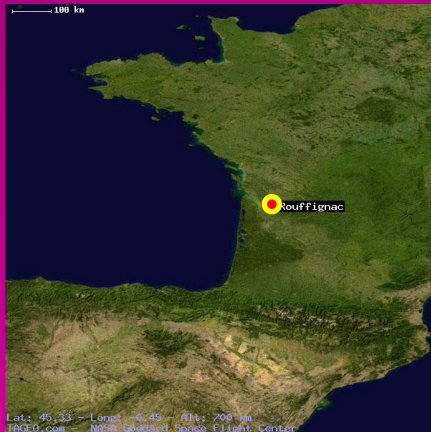 100 km
Rouffignac
Lat: 45.33 - Long: -0.45 - Alt: 700 km
TAGEO.com - NASA Goddard Space Flight Center